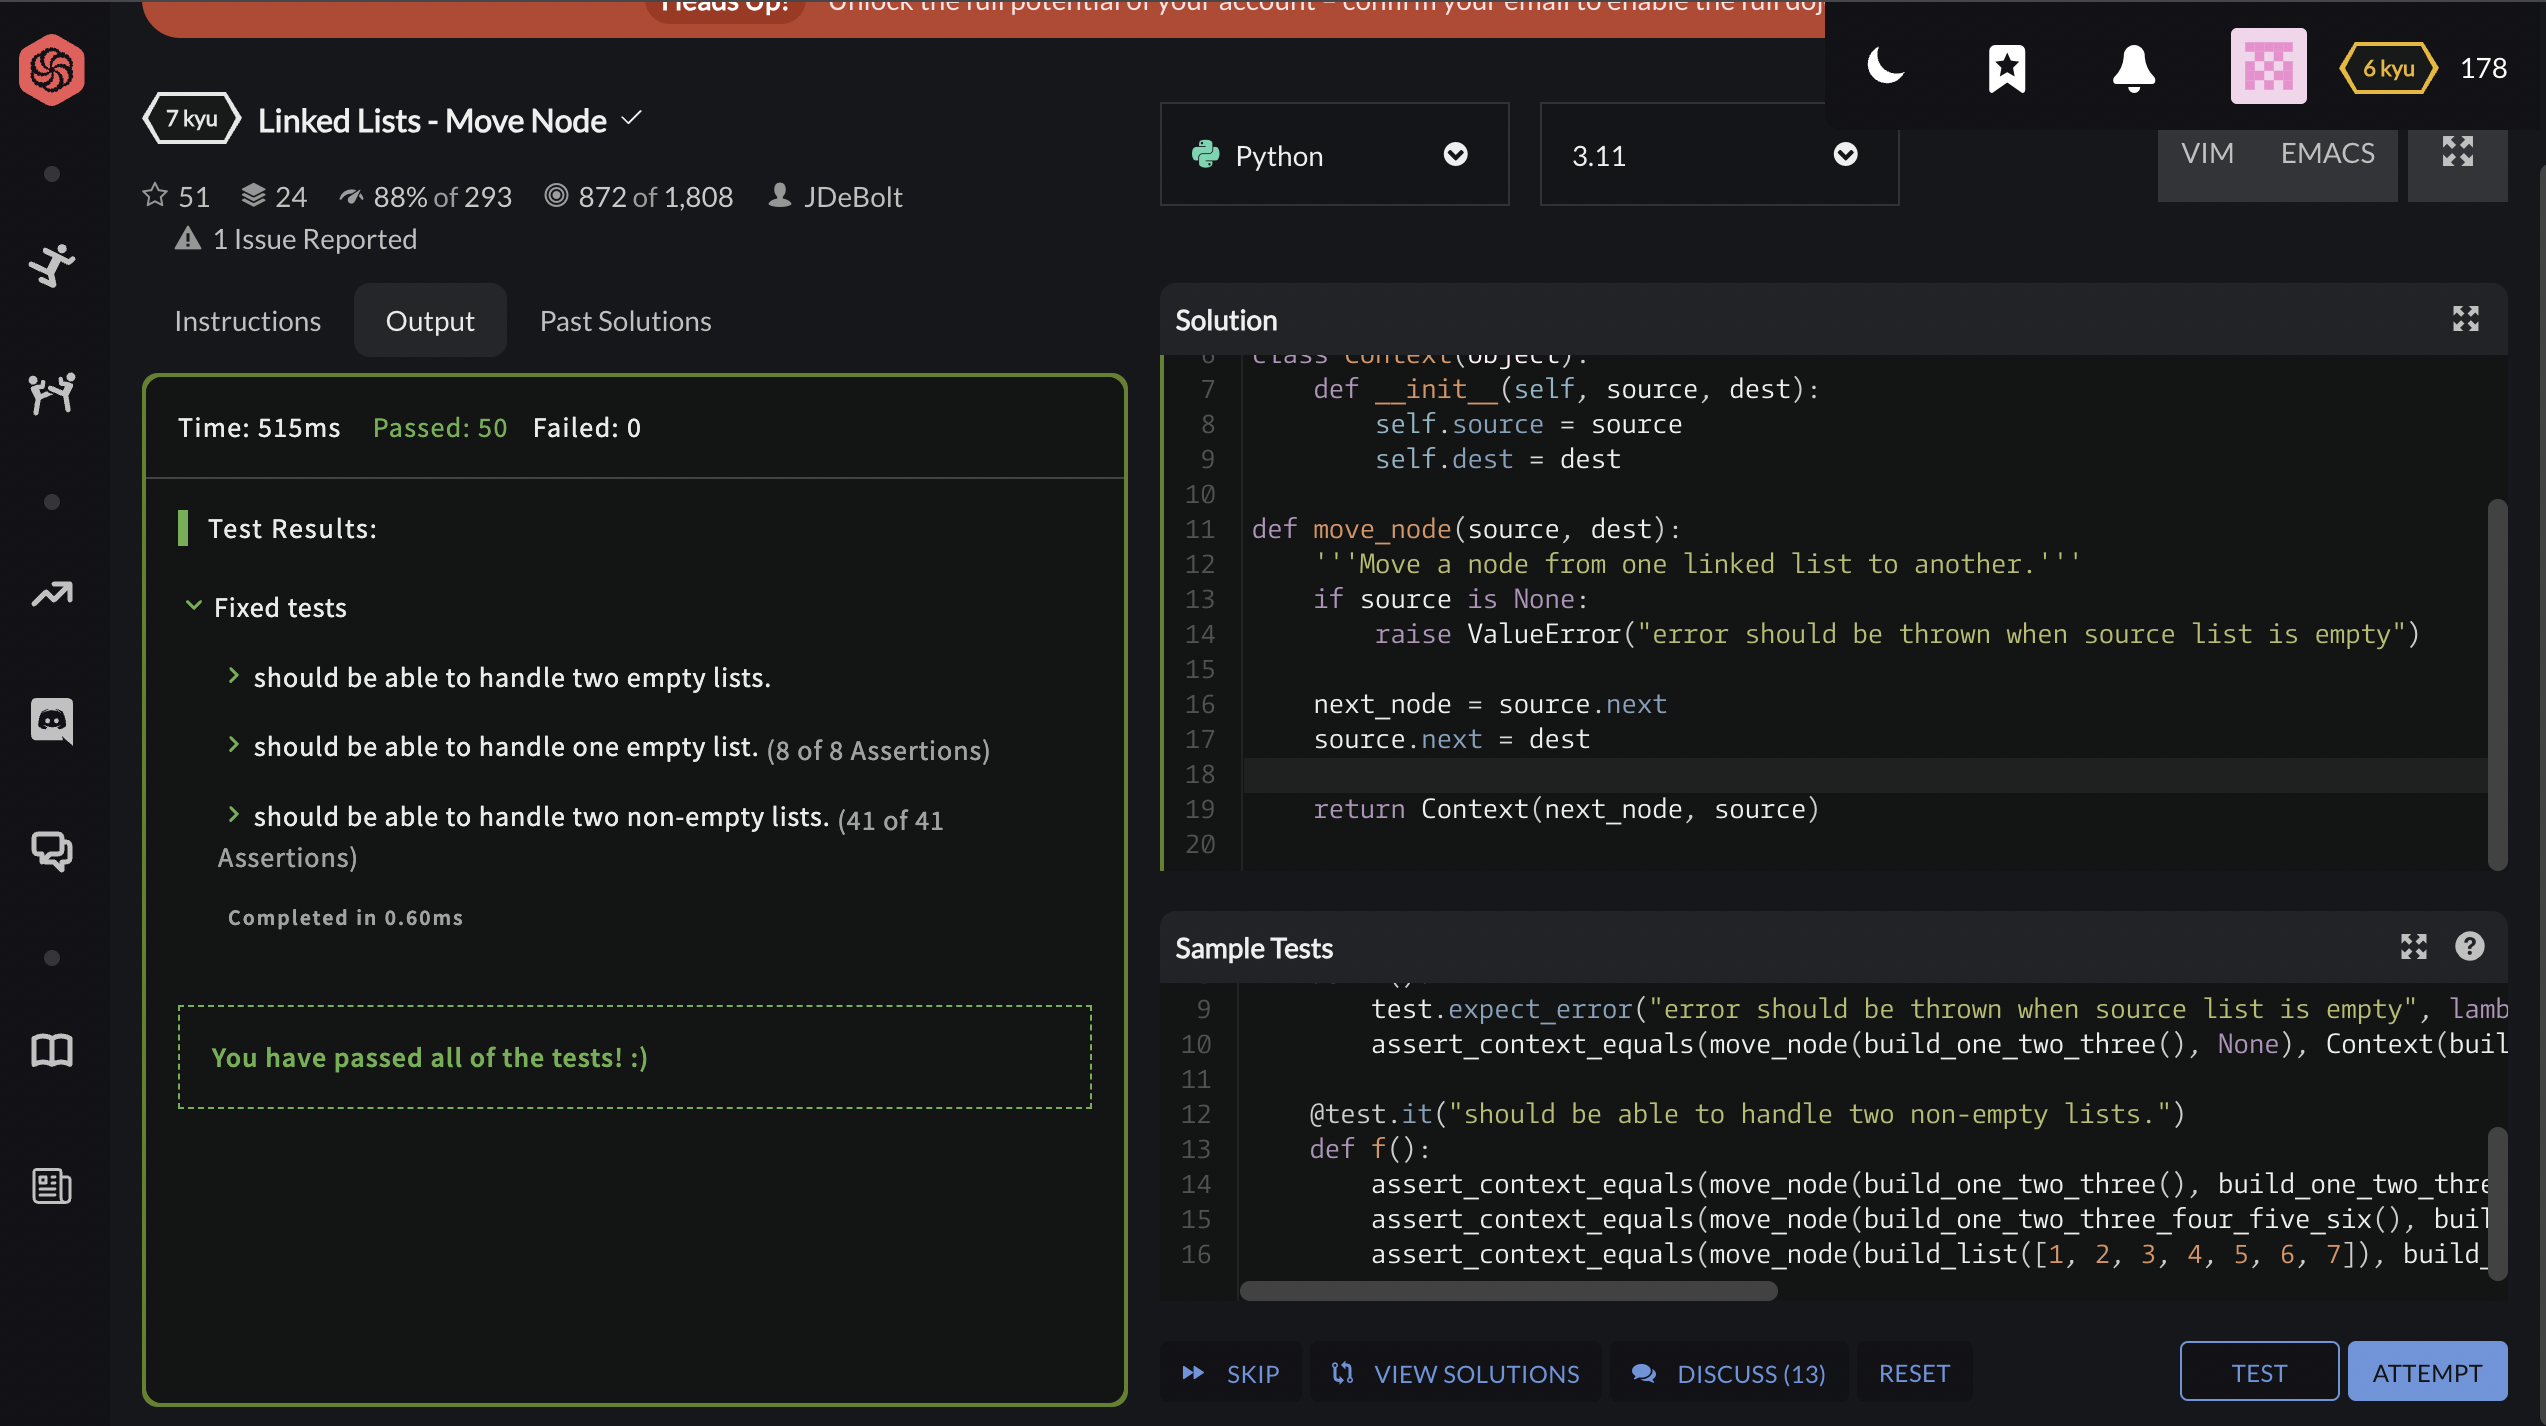 Heads Up!
Unlock the full potential of your account – confirm your email to enable the full doj
7 kyu
Linked Lists - Move Node
51
24
88% of 293
872 of 1,808
JDeBolt
1 Issue Reported
Python
3.11
6 kyu
178
VIM
EMACS
Instructions
Output
Past Solutions
Time: 515ms
Passed: 50
Failed: 0
Test Results:
Fixed tests
should be able to handle two empty lists.
should be able to handle one empty list. (8 of 8 Assertions)
should be able to handle two non-empty lists. (41 of 41
Assertions)
Completed in 0.60ms
You have passed all of the tests! :)
Solution
6 class Context(object):
7     def __init__(self, source, dest):
8         self.source = source
9         self.dest = dest
10
11 def move_node(source, dest):
12     '''Move a node from one linked list to another.'''
13     if source is None:
14         raise ValueError("error should be thrown when source list is empty")
15
16     next_node = source.next
17     source.next = dest
18
19     return Context(next_node, source)
20
Sample Tests
9         test.expect_error("error should be thrown when source list is empty", lamb
10         assert_context_equals(move_node(build_one_two_three(), None), Context(buil
11
12     @test.it("should be able to handle two non-empty lists.")
13     def f():
14         assert_context_equals(move_node(build_one_two_three(), build_one_two_thre
15         assert_context_equals(move_node(build_one_two_three_four_five_six(), buil
16         assert_context_equals(move_node(build_list([1, 2, 3, 4, 5, 6, 7]), build_
SKIP
VIEW SOLUTIONS
DISCUSS (13)
RESET
TEST
ATTEMPT